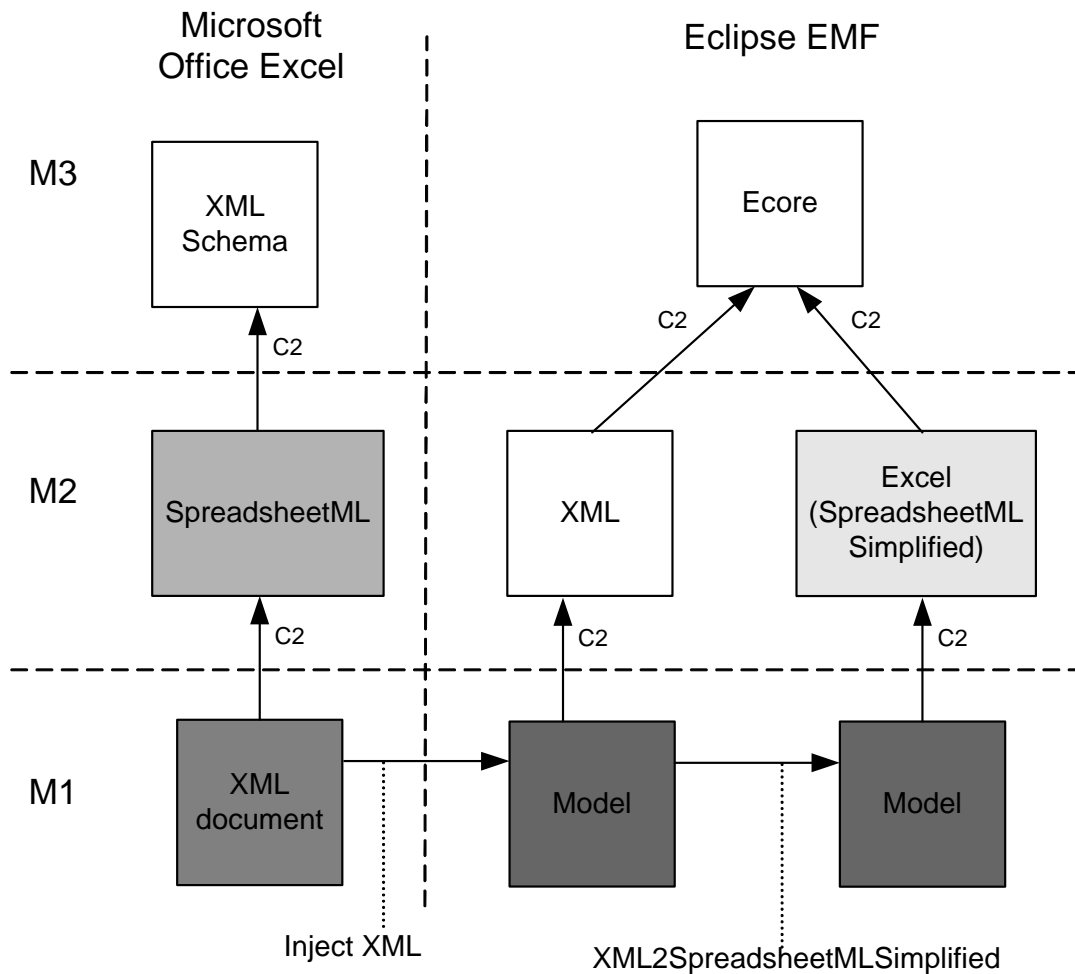 Microsoft
Office Excel
Eclipse EMF
M3
XML
Schema
Ecore
C2
C2
C2
M2
SpreadsheetML
XML
Excel
(SpreadsheetML
Simplified)
C2
C2
C2
M1
XML
document
Model
Model
Inject XML
XML2SpreadsheetMLSimplified